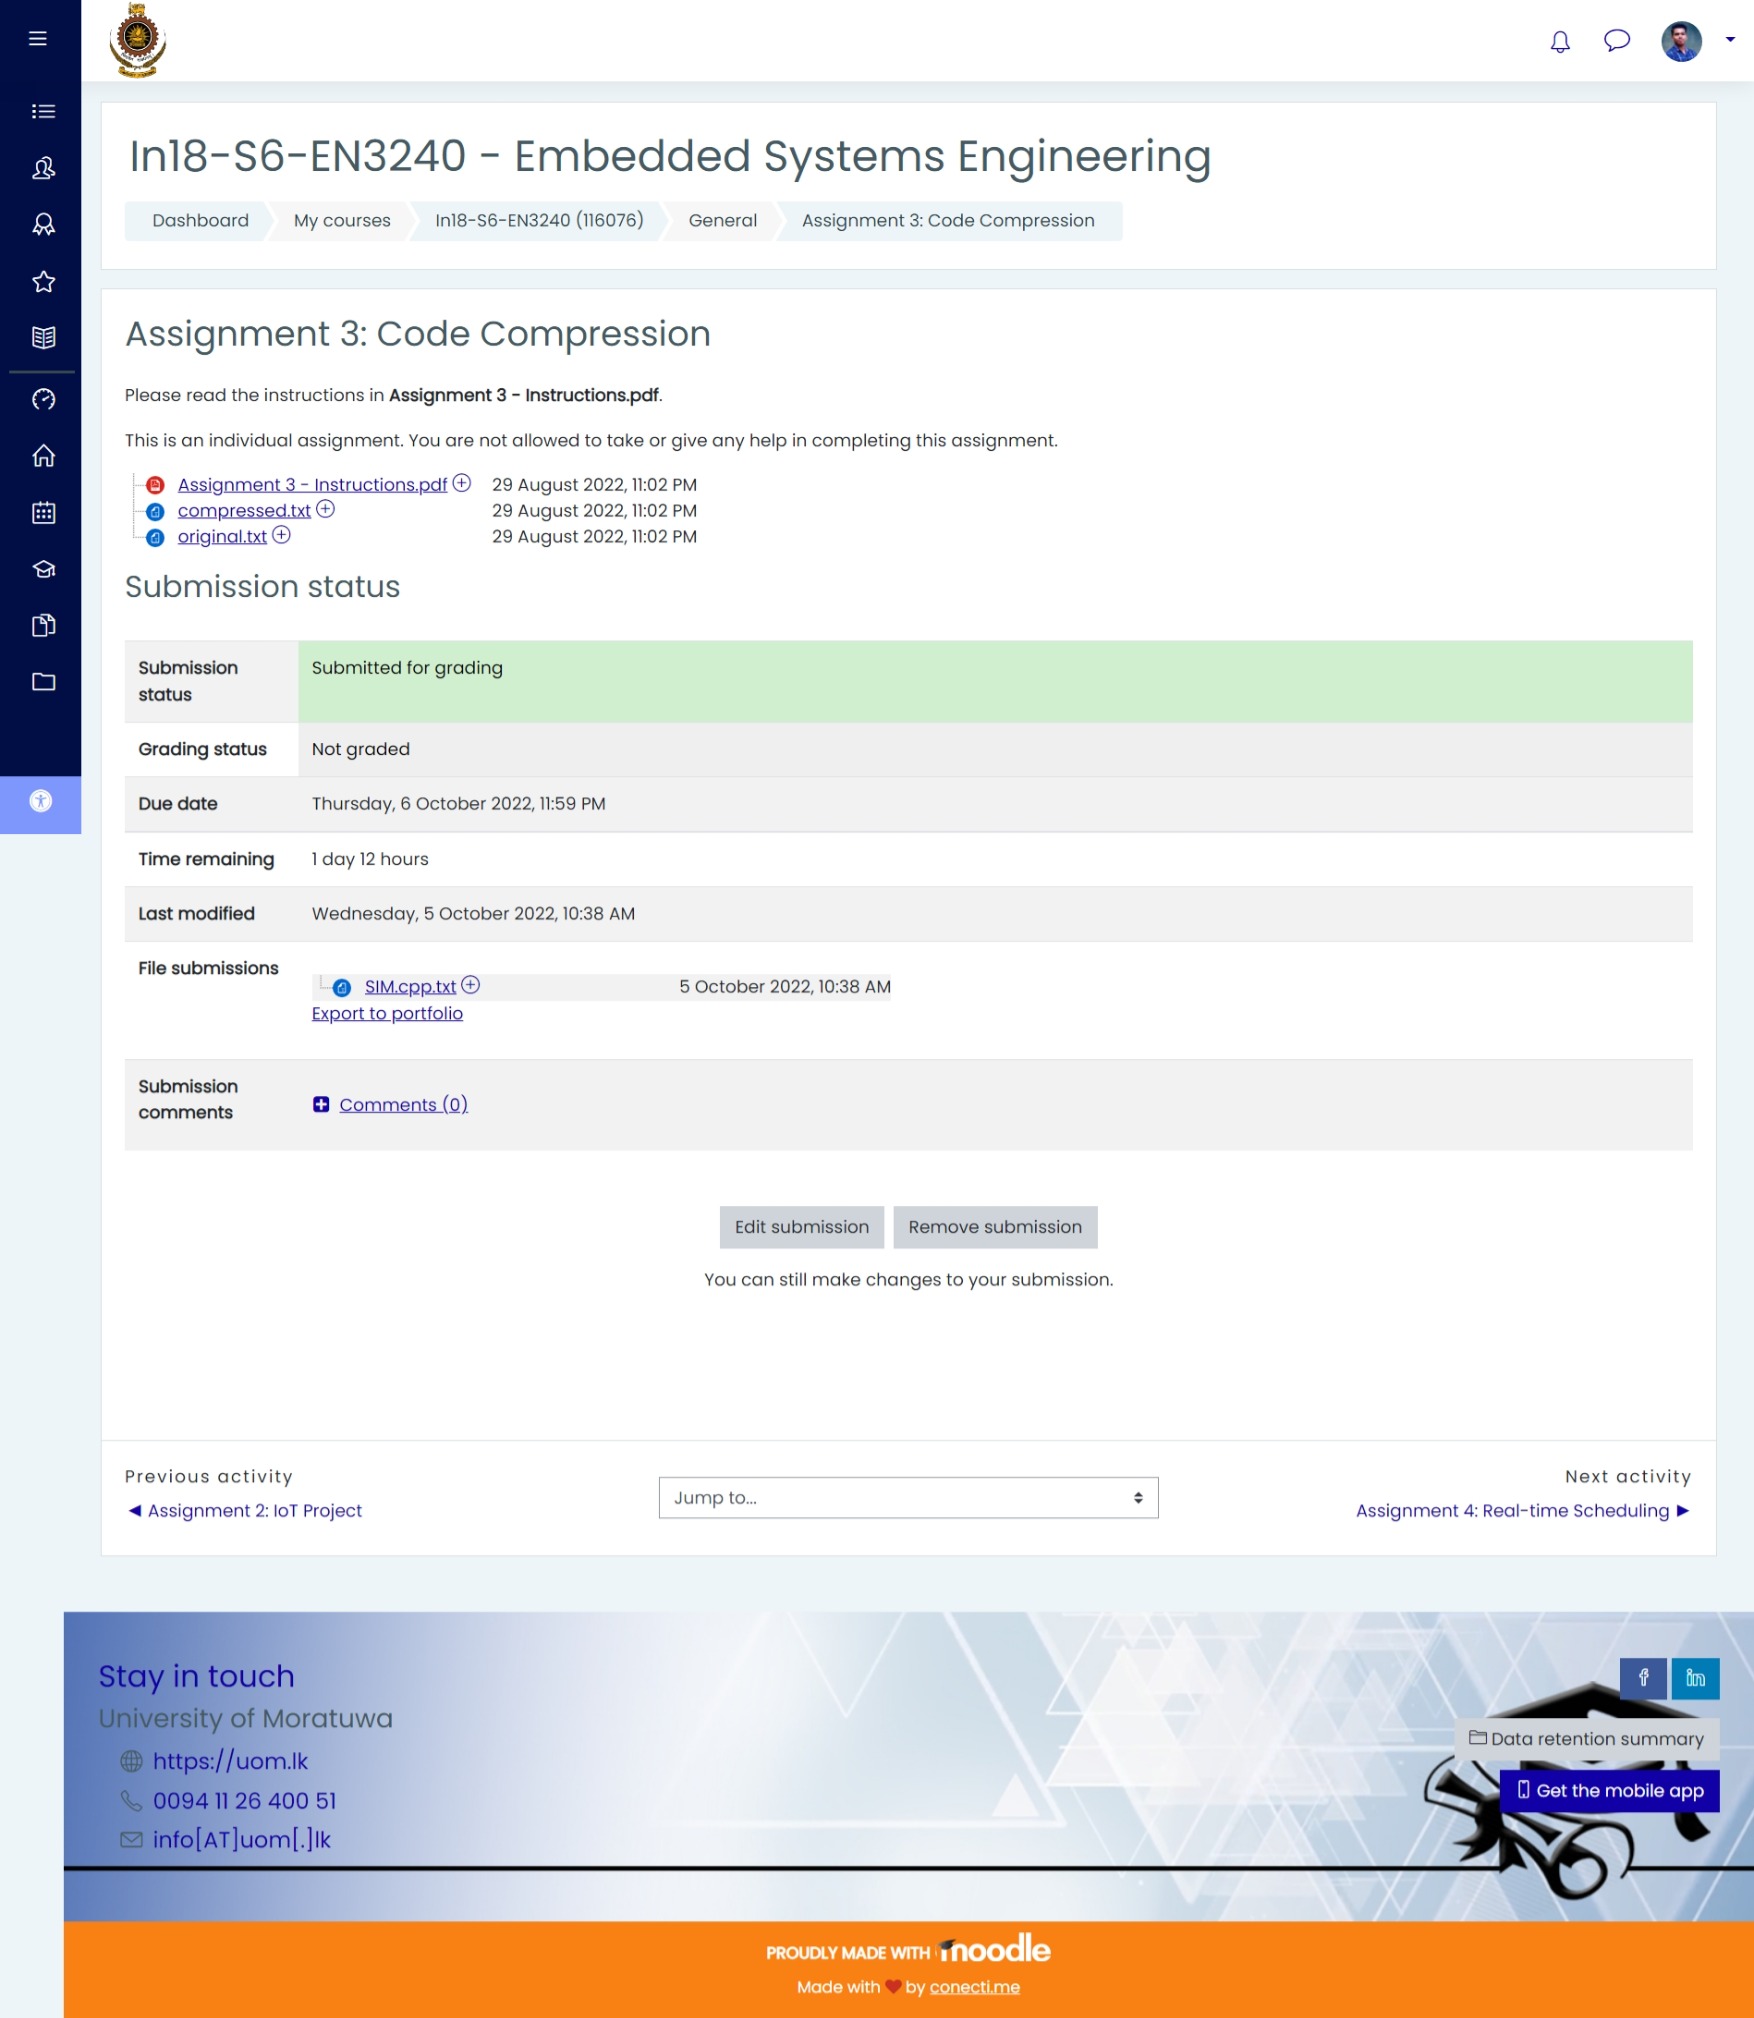 In18-S6-EN3240 - Embedded Systems Engineering
Dashboard My courses In18-S6-EN3240 (116076) General Assignment 3: Code Compression
Assignment 3: Code Compression
Please read the instructions in Assignment 3 - Instructions.pdf.
This is an individual assignment. You are not allowed to take or give any help in completing this assignment.
Assignment 3 - Instructions.pdf 29 August 2022, 11:02 PM
compressed.txt 29 August 2022, 11:02 PM
original.txt 29 August 2022, 11:02 PM
Submission status
Submission status Submitted for grading
Grading status Not graded
Due date Thursday, 6 October 2022, 11:59 PM
Time remaining 1 day 12 hours
Last modified Wednesday, 5 October 2022, 10:38 AM
File submissions
SIM.cpp.txt 5 October 2022, 10:38 AM
Export to portfolio
Submission comments Comments (0)
Edit submission Remove submission
You can still make changes to your submission.
Previous activity
◄ Assignment 2: IoT Project
Jump to...
Next activity
Assignment 4: Real-time Scheduling ►
Stay in touch
University of Moratuwa
https://uom.lk
0094 11 26 400 51
info[AT]uom[.]lk
Data retention summary
Get the mobile app
PROUDLY MADE WITH moodle
Made with ❤ by conecti.me